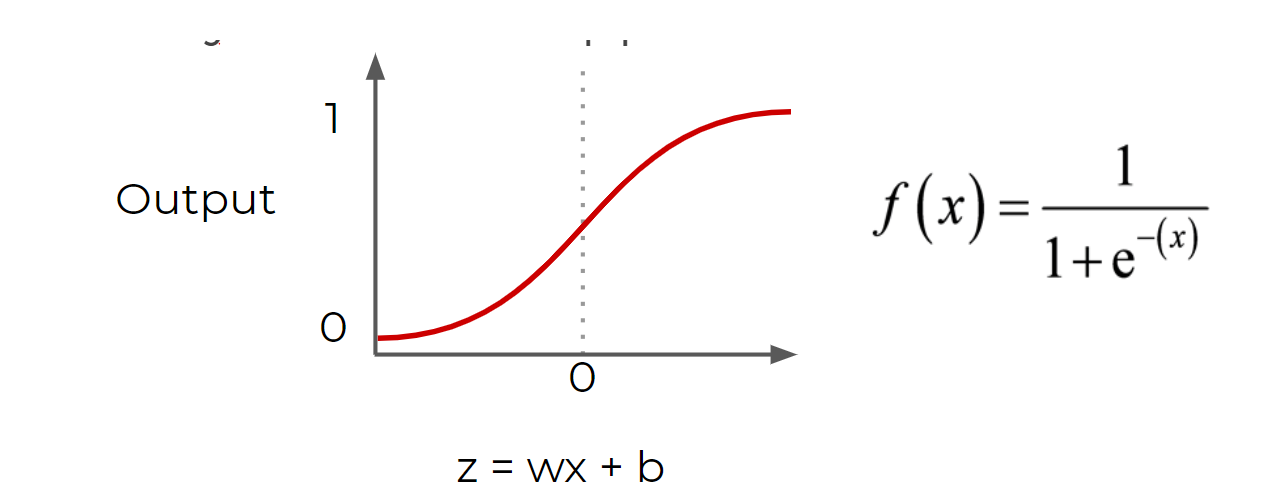 1
Output
0
0
z = wx + b
f(x) = 1 / (1 + e^-(x))